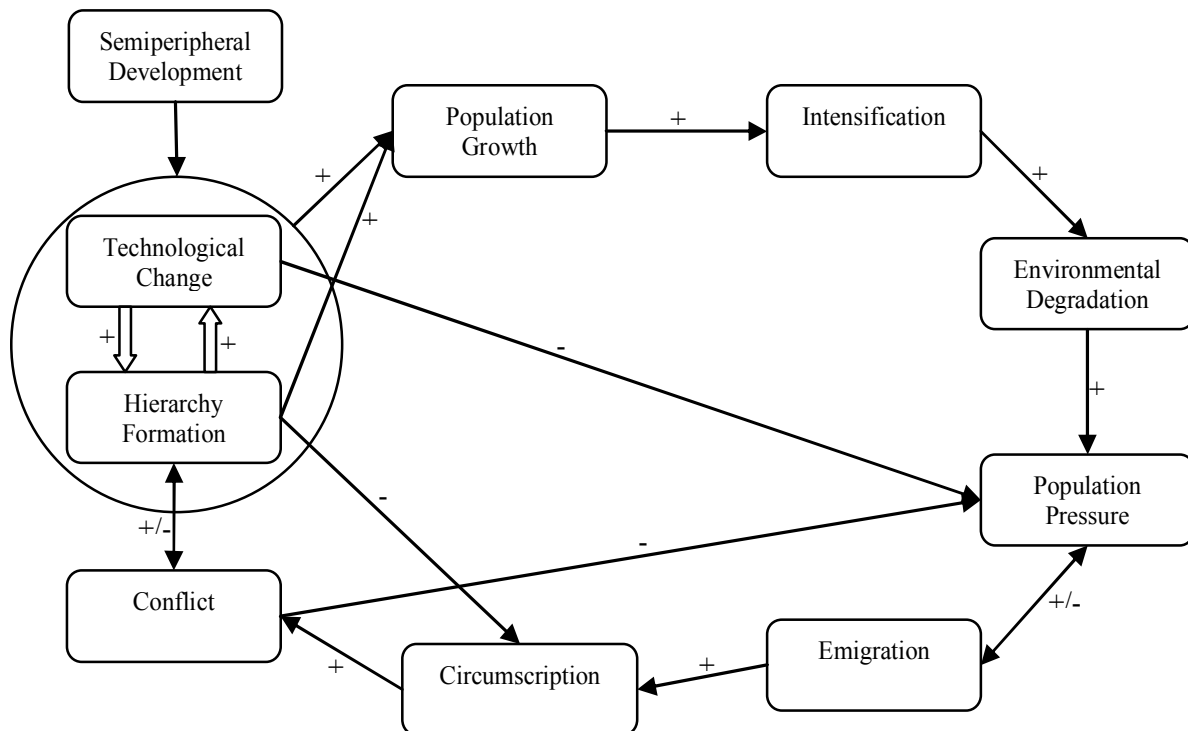 Semiperipheral
Development
Population
Growth
+
Intensification
+
+
+
Technological
Change
Environmental
Degradation
+
+
-
+
Hierarchy
Formation
-
Population
Pressure
+/-
-
Conflict
+/-
+
Circumscription
+
Emigration